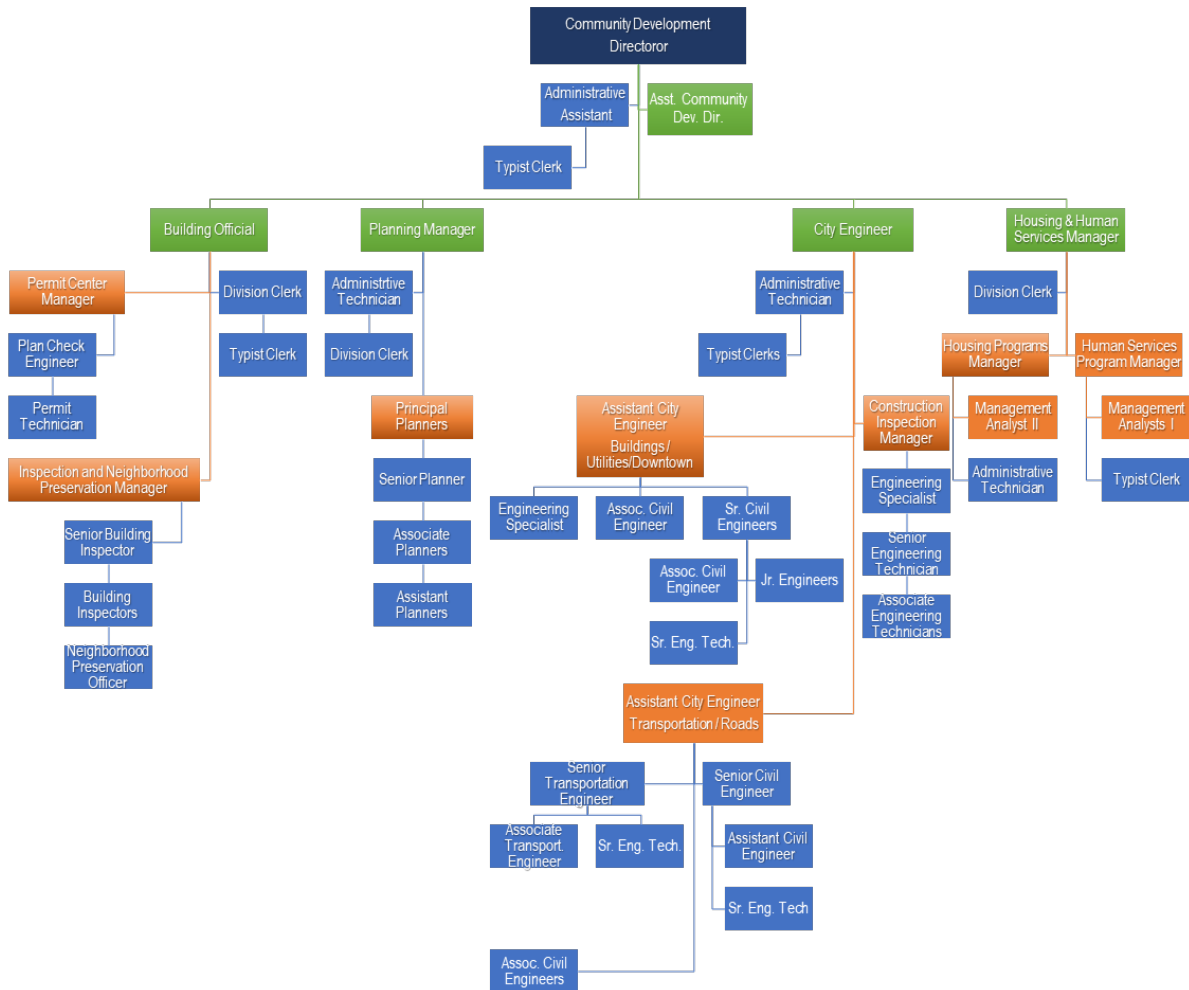 Community Development
Directoror
Administrative
Assistant
Asst. Community
Dev. Dir.
Typist Clerk
Building Official
Planning Manager
City Engineer
Housing & Human
Services Manager
Permit Center
Manager
Division Clerk
Plan Check
Engineer
Typist Clerk
Permit
Technician
Inspection and Neighborhood
Preservation Manager
Senior Building
Inspector
Building
Inspectors
Neighborhood
Preservation
Officer
Administrtive
Technician
Division Clerk
Principal
Planners
Senior Planner
Associate
Planners
Assistant
Planners
Administrative
Technician
Typist Clerks
Assistant City
Engineer
Buildings /
Utilities/Downtown
Engineering
Specialist
Assoc. Civil
Engineer
Sr. Civil
Engineers
Assoc. Civil
Engineer
Jr. Engineers
Sr. Eng. Tech.
Construction
Inspection
Manager
Engineering
Specialist
Senior
Engineering
Technician
Associate
Engineering
Technicians
Assistant City Engineer
Transportation / Roads
Senior
Transportation
Engineer
Senior Civil
Engineer
Associate
Transport.
Engineer
Sr. Eng. Tech.
Assistant Civil
Engineer
Sr. Eng. Tech
Assoc. Civil
Engineers
Division Clerk
Housing Programs
Manager
Human Services
Program Manager
Management
Analyst II
Management
Analysts I
Administrative
Technician
Typist Clerk